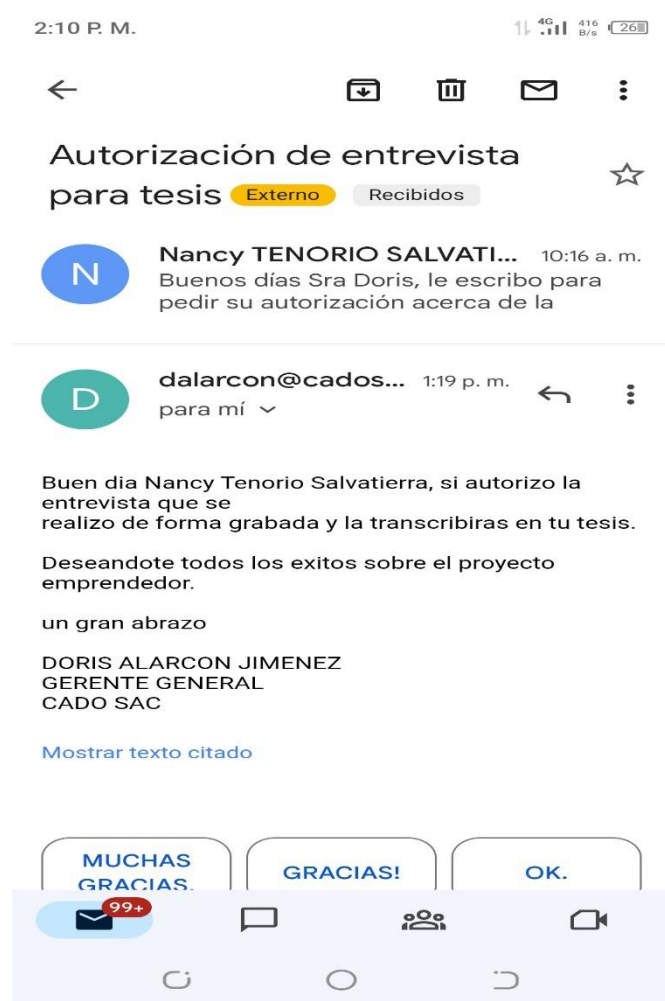 2:10 P. M.
4G 416 B/s 26
Autorización de entrevista
para tesis Externo Recibidos
N
Nancy TENORIO SALVATI... 10:16 a. m.
Buenos días Sra Doris, le escribo para
pedir su autorización acerca de la
D
dalarcon@cados... 1:19 p. m.
para mí
Buen dia Nancy Tenorio Salvatierra, si autorizo la
entrevista que se
realizo de forma grabada y la transcribiras en tu tesis.
Deseandote todos los exitos sobre el proyecto
emprendedor.
un gran abrazo
DORIS ALARCON JIMENEZ
GERENTE GENERAL
CADO SAC
Mostrar texto citado
MUCHAS
GRACIAS.
GRACIAS!
OK.
99+